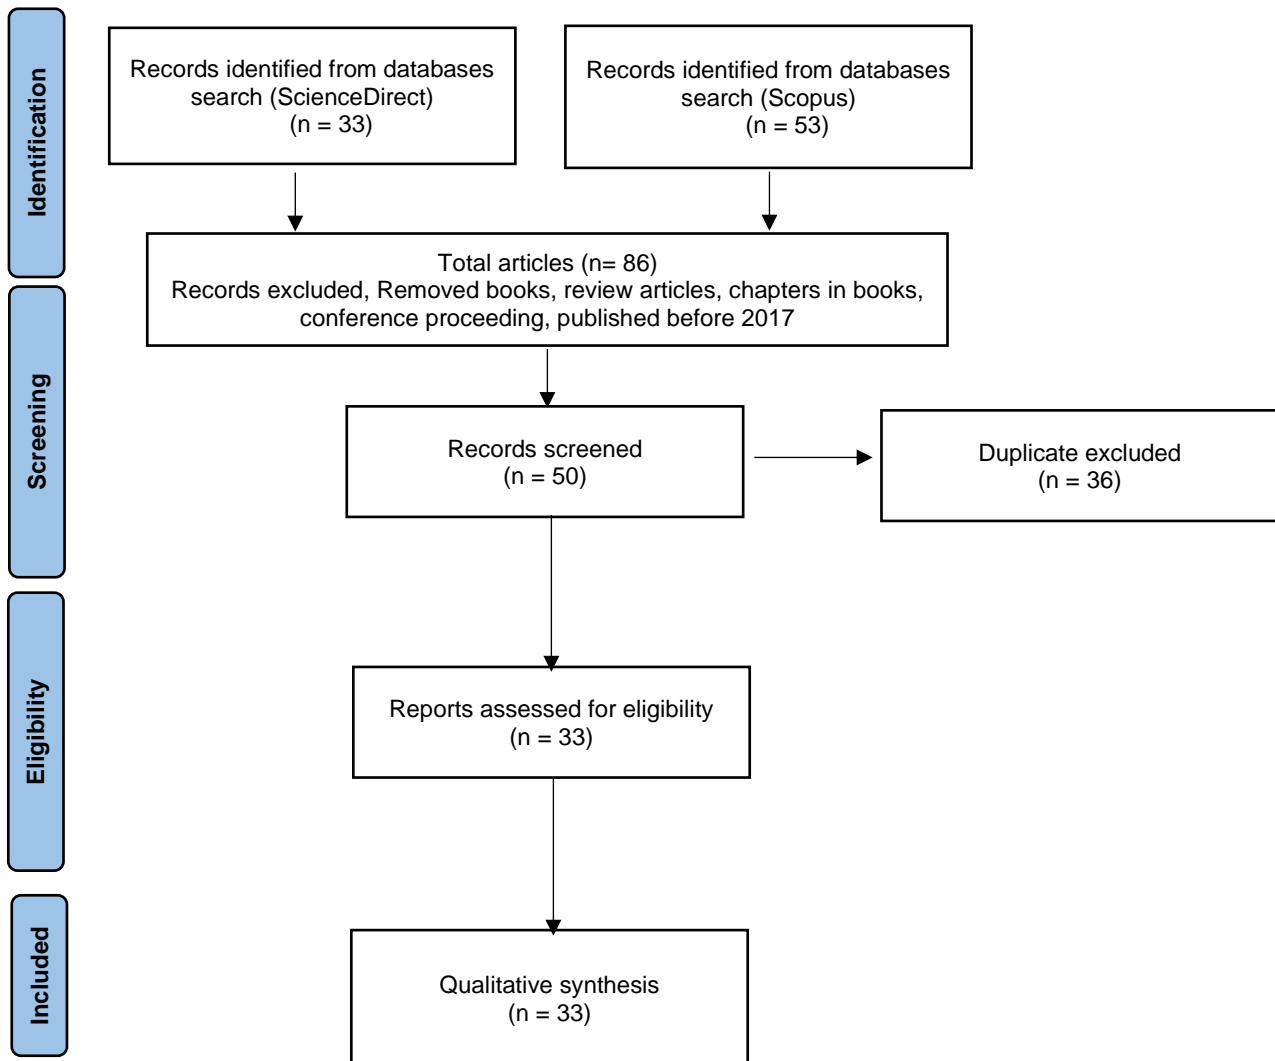 Identification
Records identified from databases
search (ScienceDirect)
(n = 33)
Records identified from databases
search (Scopus)
(n = 53)
Total articles (n= 86)
Records excluded, Removed books, review articles, chapters in books,
conference proceeding, published before 2017
Screening
Records screened
(n = 50)
Duplicate excluded
(n = 36)
Eligibility
Reports assessed for eligibility
(n = 33)
Included
Qualitative synthesis
(n = 33)